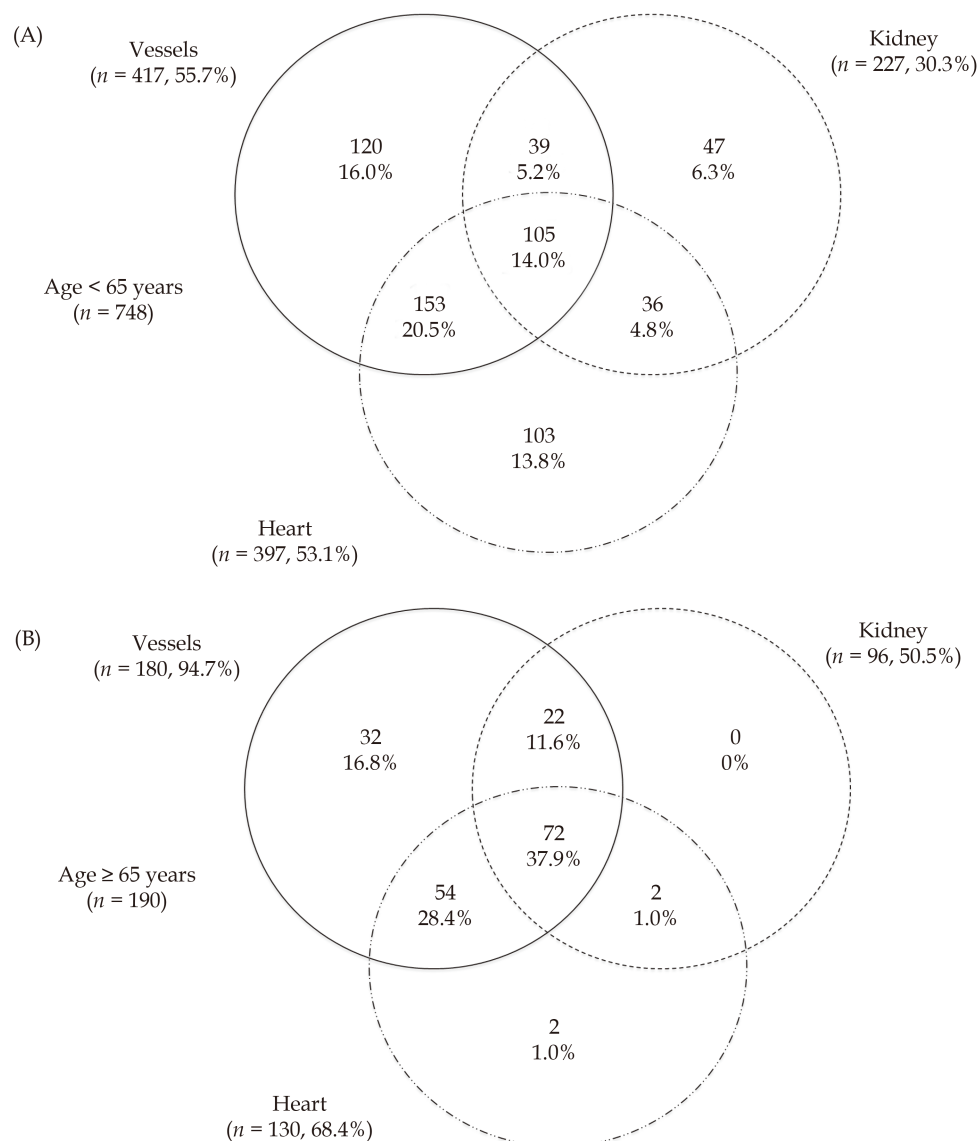 (A)
Vessels
(n = 417, 55.7%)
Kidney
(n = 227, 30.3%)
120
16.0%
39
5.2%
47
6.3%
105
14.0%
Age < 65 years
(n = 748)
153
20.5%
36
4.8%
103
13.8%
Heart
(n = 397, 53.1%)
(B)
Vessels
(n = 180, 94.7%)
Kidney
(n = 96, 50.5%)
32
16.8%
22
11.6%
0
0%
72
37.9%
Age ≥ 65 years
(n = 190)
54
28.4%
2
1.0%
2
1.0%
Heart
(n = 130, 68.4%)